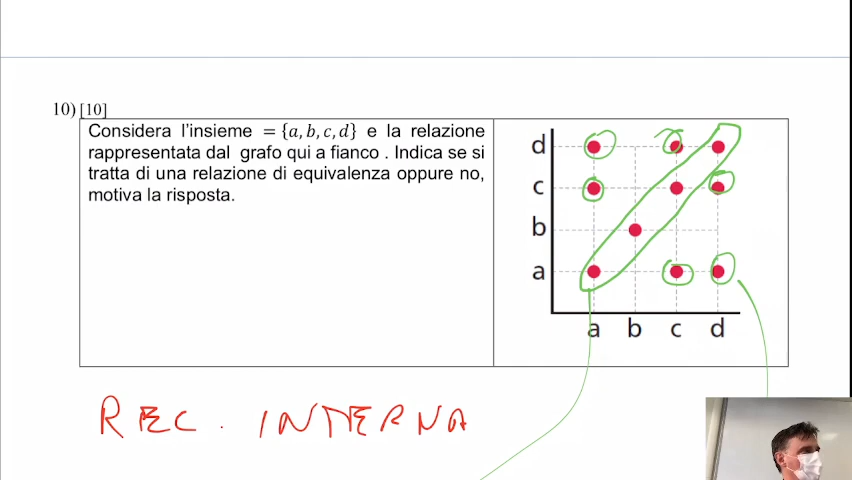 10) [10]
Considera l'insieme = {a, b, c, d} e la relazione
rappresentata dal grafo qui a fianco . Indica se si
tratta di una relazione di equivalenza oppure no,
motiva la risposta.
d
c
b
a
a b c d
REC. INTERNA